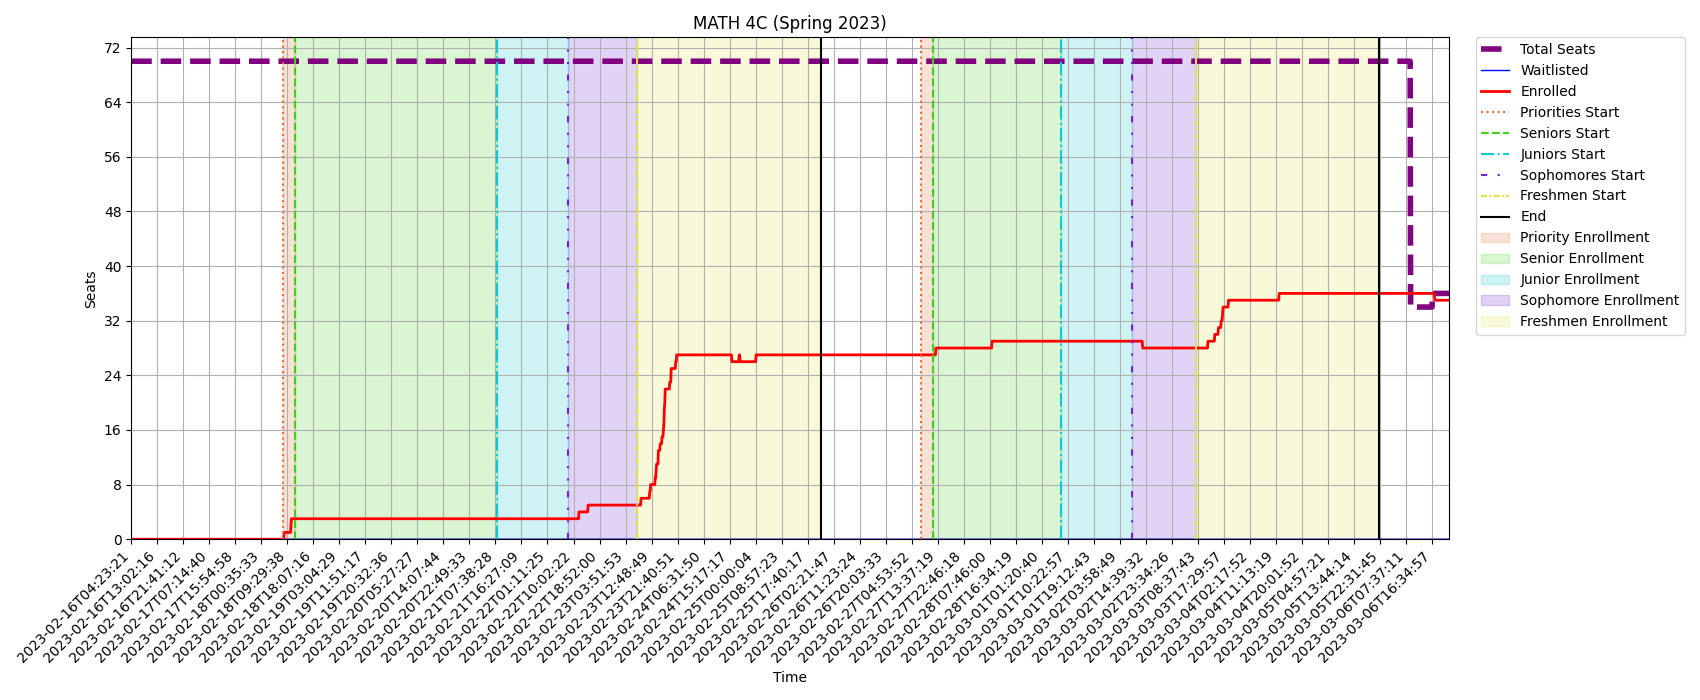 MATH 4C (Spring 2023)
72
64
56
48
40
32
24
16
8
0
Seats
2023-02-16T04:23:21
2023-02-16T13:02:16
2023-02-16T21:41:12
2023-02-17T07:14:40
2023-02-17T15:54:58
2023-02-18T00:35:33
2023-02-18T09:29:38
2023-02-18T18:07:16
2023-02-19T03:04:29
2023-02-19T11:51:17
2023-02-19T20:32:36
2023-02-20T05:27:27
2023-02-20T14:07:44
2023-02-20T22:49:33
2023-02-21T07:38:28
2023-02-21T16:27:09
2023-02-22T01:11:25
2023-02-22T10:02:22
2023-02-22T18:52:00
2023-02-23T03:51:53
2023-02-23T12:48:49
2023-02-23T21:40:51
2023-02-24T06:31:50
2023-02-24T15:17:17
2023-02-25T00:00:04
2023-02-25T08:57:23
2023-02-25T17:40:17
2023-02-26T02:21:47
2023-02-26T11:23:24
2023-02-26T20:03:33
2023-02-27T04:53:52
2023-02-27T13:37:19
2023-02-27T22:46:18
2023-02-28T07:46:00
2023-02-28T16:34:19
2023-03-01T01:20:40
2023-03-01T10:22:57
2023-03-01T19:12:43
2023-03-02T03:58:49
2023-03-02T14:39:32
2023-03-02T23:34:26
2023-03-03T08:37:43
2023-03-03T17:29:57
2023-03-04T02:17:52
2023-03-04T11:13:19
2023-03-04T20:01:52
2023-03-05T04:57:21
2023-03-05T13:44:14
2023-03-05T22:31:45
2023-03-06T07:37:11
2023-03-06T16:34:57
Time
Total Seats
Waitlisted
Enrolled
Priorities Start
Seniors Start
Juniors Start
Sophomores Start
Freshmen Start
End
Priority Enrollment
Senior Enrollment
Junior Enrollment
Sophomore Enrollment
Freshmen Enrollment